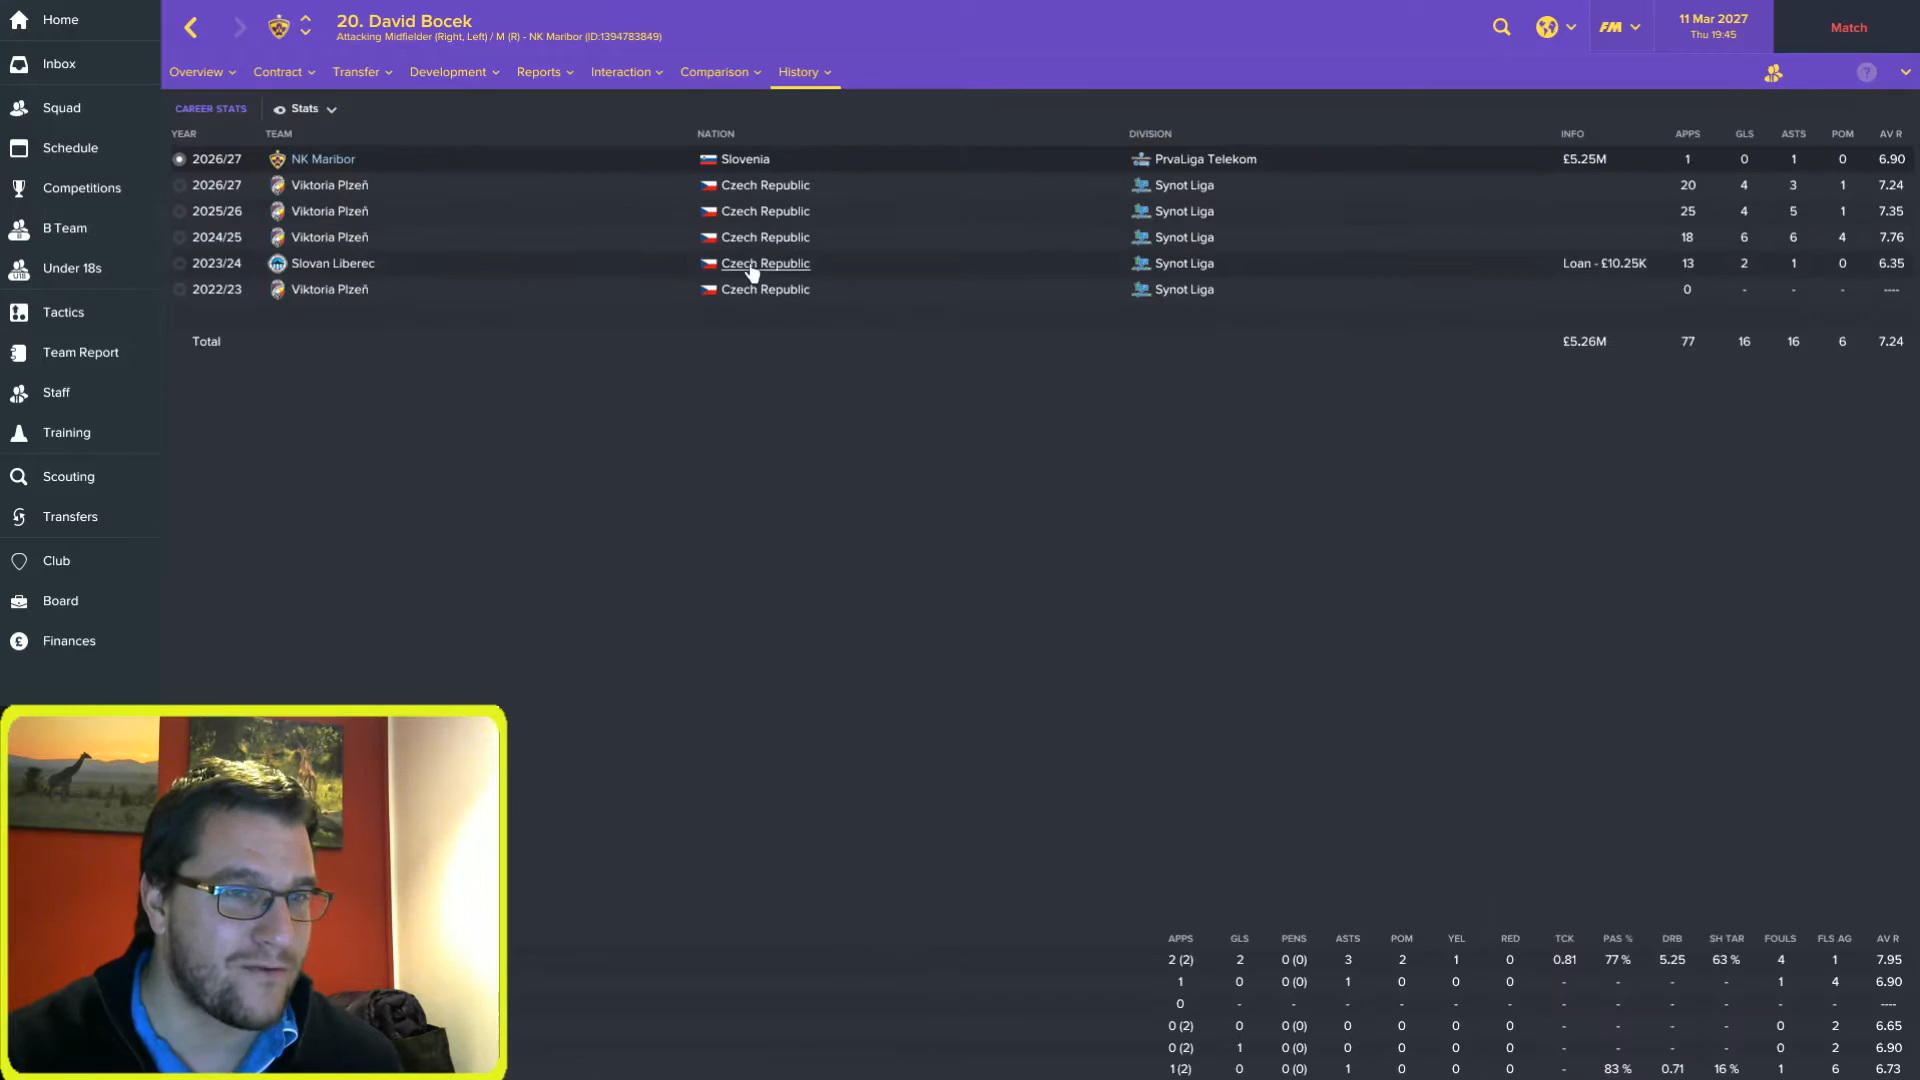 Home
Inbox
Squad
Schedule
Competitions
B Team
Under 18s
Tactics
Team Report
Staff
Training
Scouting
Transfers
Club
Board
Finances
20. David Bocek
Attacking Midfielder (Right, Left) / M (R) - NK Maribor (ID:1394783849)
FM
11 Mar 2027
Thu 19:45
Match
Overview Contract Transfer Development Reports Interaction Comparison History
?
CAREER STATS Stats
YEAR TEAM NATION DIVISION INFO APPS GLS ASTS POM AV R
2026/27 NK Maribor Slovenia PrvaLiga Telekom £5.25M 1 0 1 0 6.90
2026/27 Viktoria Plzeň Czech Republic Synot Liga 20 4 3 1 7.24
2025/26 Viktoria Plzeň Czech Republic Synot Liga 25 4 5 1 7.35
2024/25 Viktoria Plzeň Czech Republic Synot Liga 18 6 6 4 7.76
2023/24 Slovan Liberec Czech Republic Synot Liga Loan - £10.25K 13 2 1 0 6.35
2022/23 Viktoria Plzeň Czech Republic Synot Liga 0 - - - ----
Total £5.26M 77 16 16 6 7.24
APPS GLS PENS ASTS POM YEL RED TCK PAS % DRB SH TAR FOULS FLS AG AV R
2 (2) 2 0 (0) 3 2 1 0 0.81 77 % 5.25 63 % 4 1 7.95
1 0 0 (0) 1 0 0 0 - - - - 1 4 6.90
0 - - - - - - - - - - - - ----
0 (2) 0 0 (0) 0 0 0 0 - - - - 0 2 6.65
0 (2) 1 0 (0) 0 0 0 0 - - - - 0 2 6.90
1 (2) 0 0 (0) 1 0 0 0 - 83 % 0.71 16 % 1 6 6.73